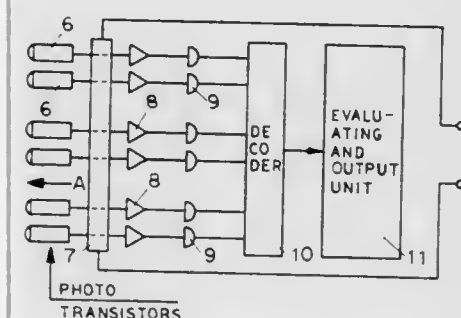 6
6
8
9
DE
CO
DER
EVALU-
ATING
AND
OUTPUT
UNIT
A
8
7
9
10
11
PHOTO
TRANSISTORS